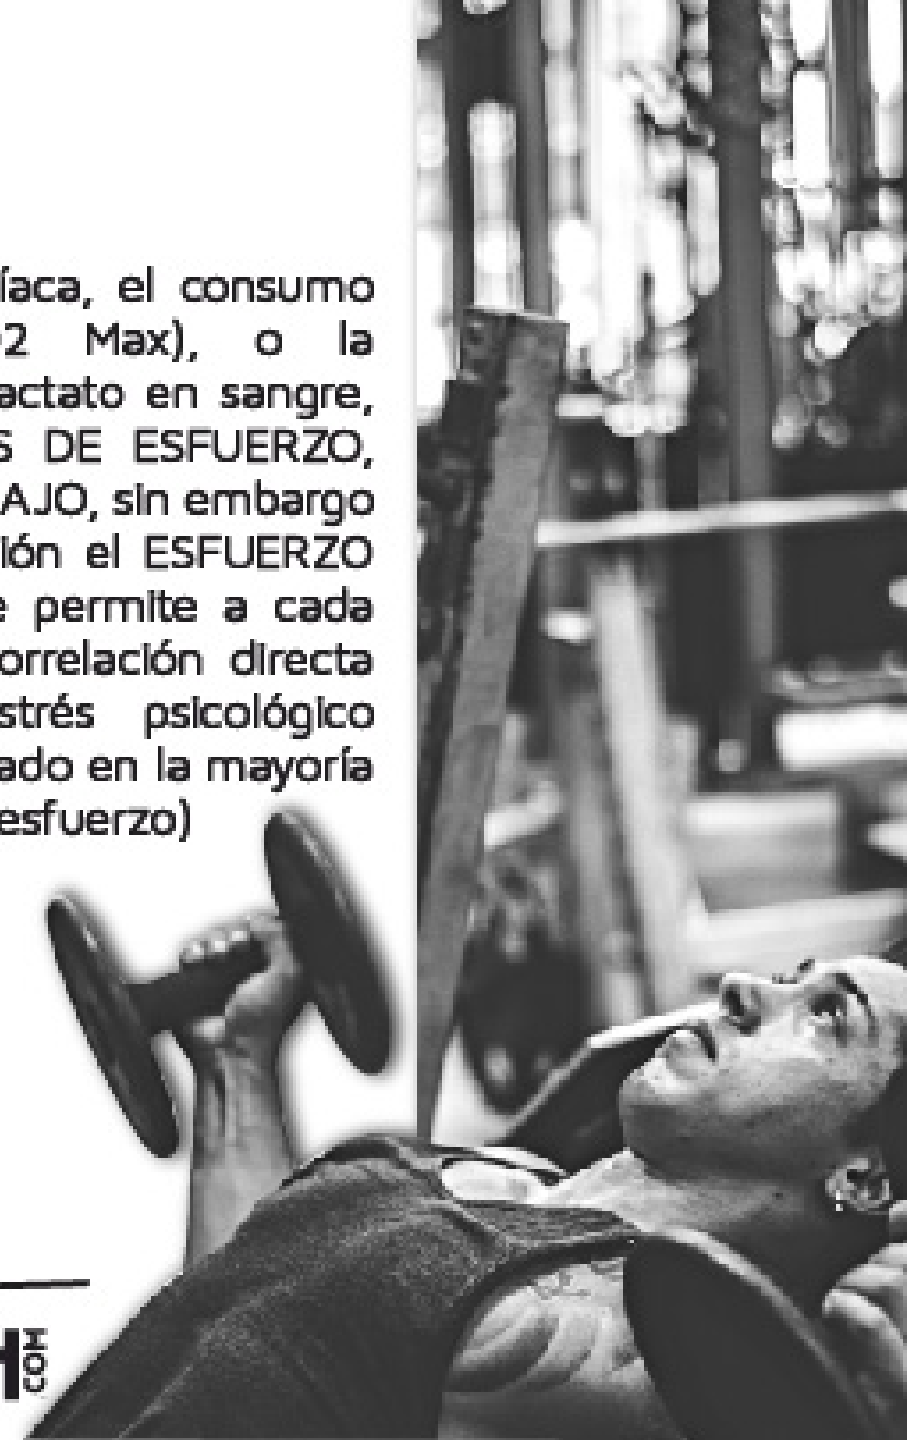 íaca, el consumo
2 Max), o la
actato en sangre,
S DE ESFUERZO,
AJO, sin embargo
ión el ESFUERZO
e permite a cada
orrelación directa
strés psicológico
ado en la mayoría
esfuerzo)
H
COM